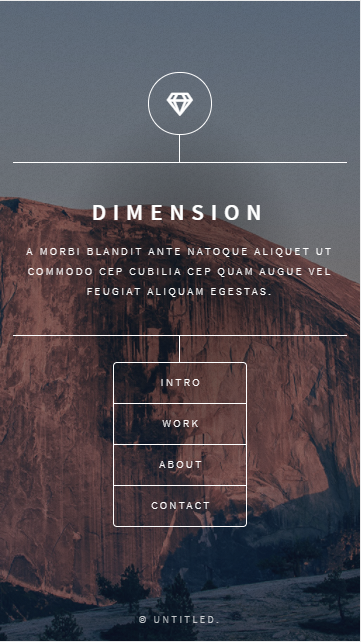 DIMENSION
A MORBI BLANDIT ANTE NATOQUE ALIQUET UT
COMMODO CEP CUBILIA CEP QUAM AUGUE VEL
FEUGIAT ALIQUAM EGESTAS.
INTRO
WORK
ABOUT
CONTACT
© UNTITLED.